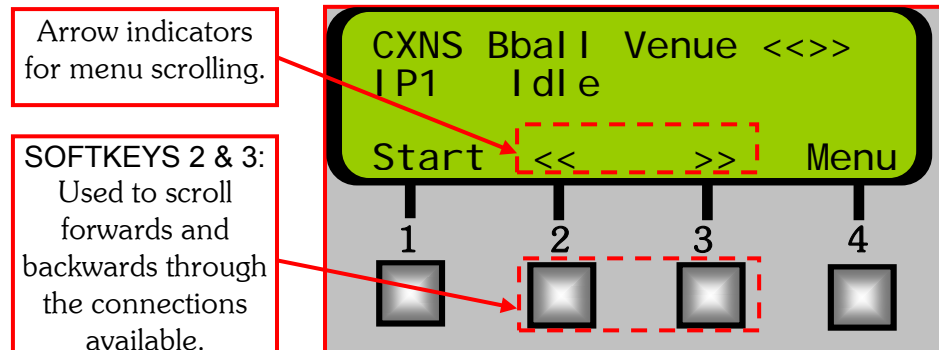 Arrow indicators
for menu scrolling.
SOFTKEYS 2 & 3:
Used to scroll
forwards and
backwards through
the connections
available.
CXNS Bball Venue <<>>
IP1 Idle
Start << >> Menu
1 2 3 4